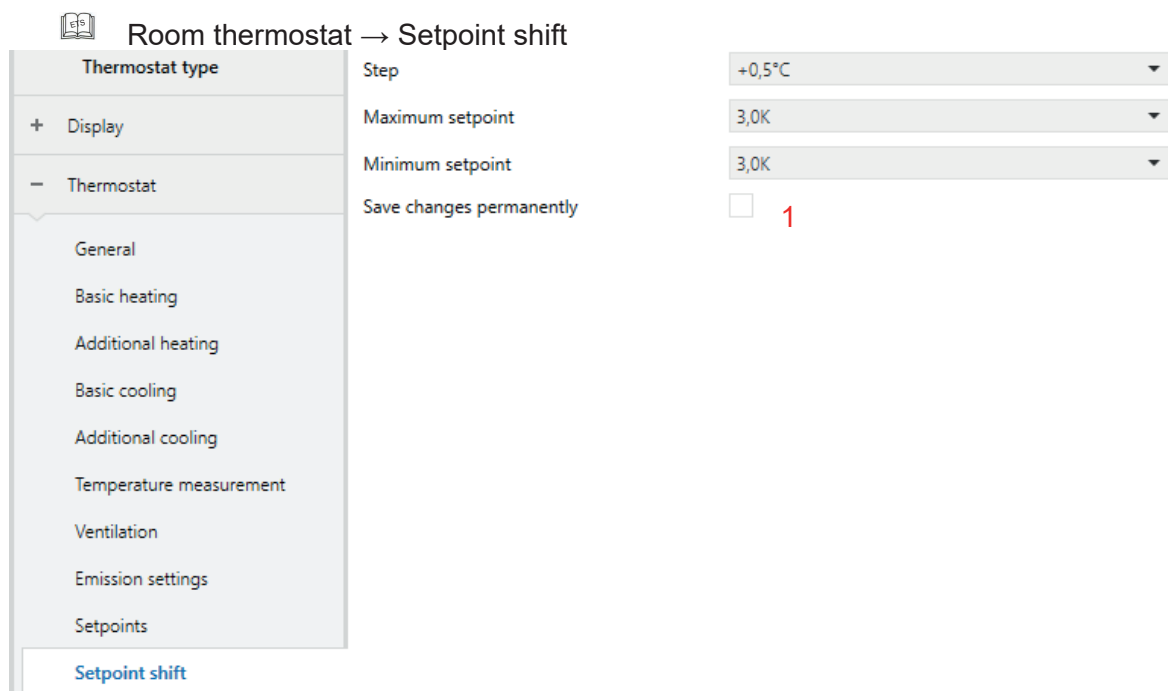 ETS
Room thermostat → Setpoint shift
Thermostat type
Step +0,5°C
+ Display
Maximum setpoint 3,0K
Minimum setpoint 3,0K
− Thermostat
Save changes permanently 1
General
Basic heating
Additional heating
Basic cooling
Additional cooling
Temperature measurement
Ventilation
Emission settings
Setpoints
Setpoint shift